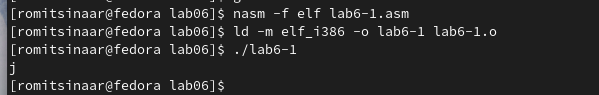 [romitsinaar@fedora lab06]$ nasm -f elf lab6-1.asm
[romitsinaar@fedora lab06]$ ld -m elf_i386 -o lab6-1 lab6-1.o
[romitsinaar@fedora lab06]$ ./lab6-1
j
[romitsinaar@fedora lab06]$